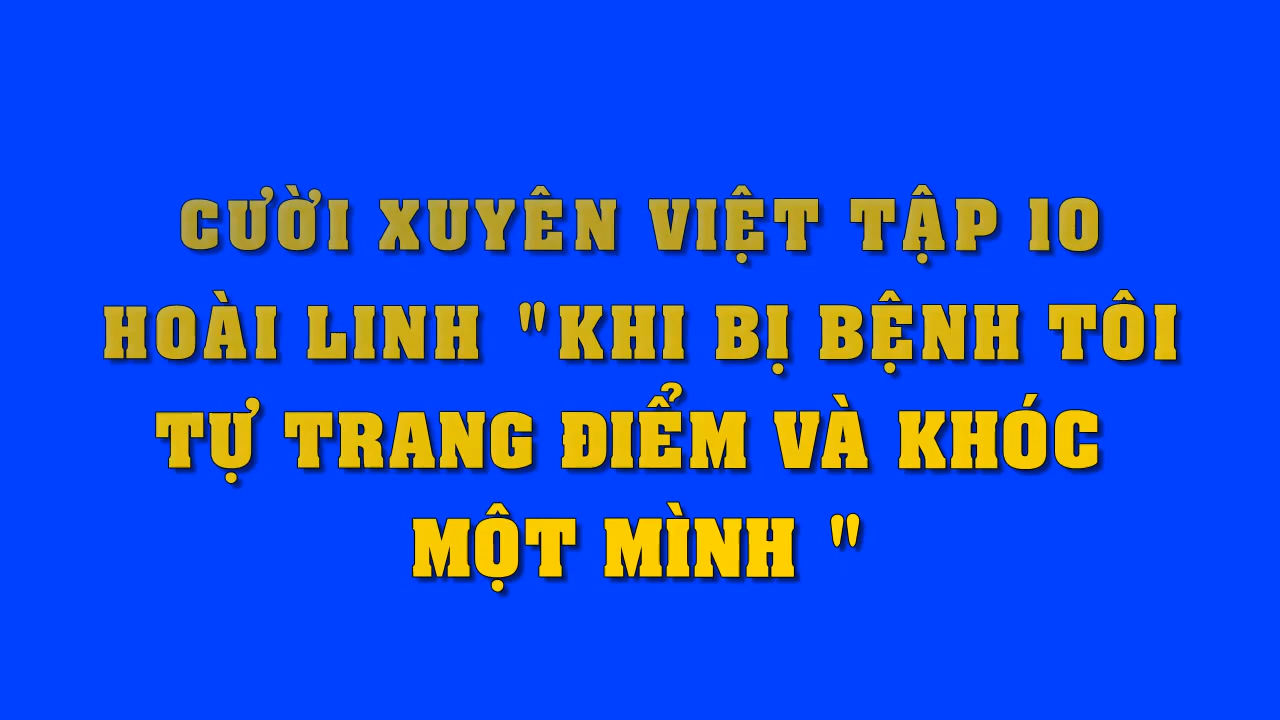 CƯỜI XUYÊN VIỆT TẬP 10
HOÀI LINH "KHI BỊ BỆNH TÔI
TỰ TRANG ĐIỂM VÀ KHÓC
MỘT MÌNH "